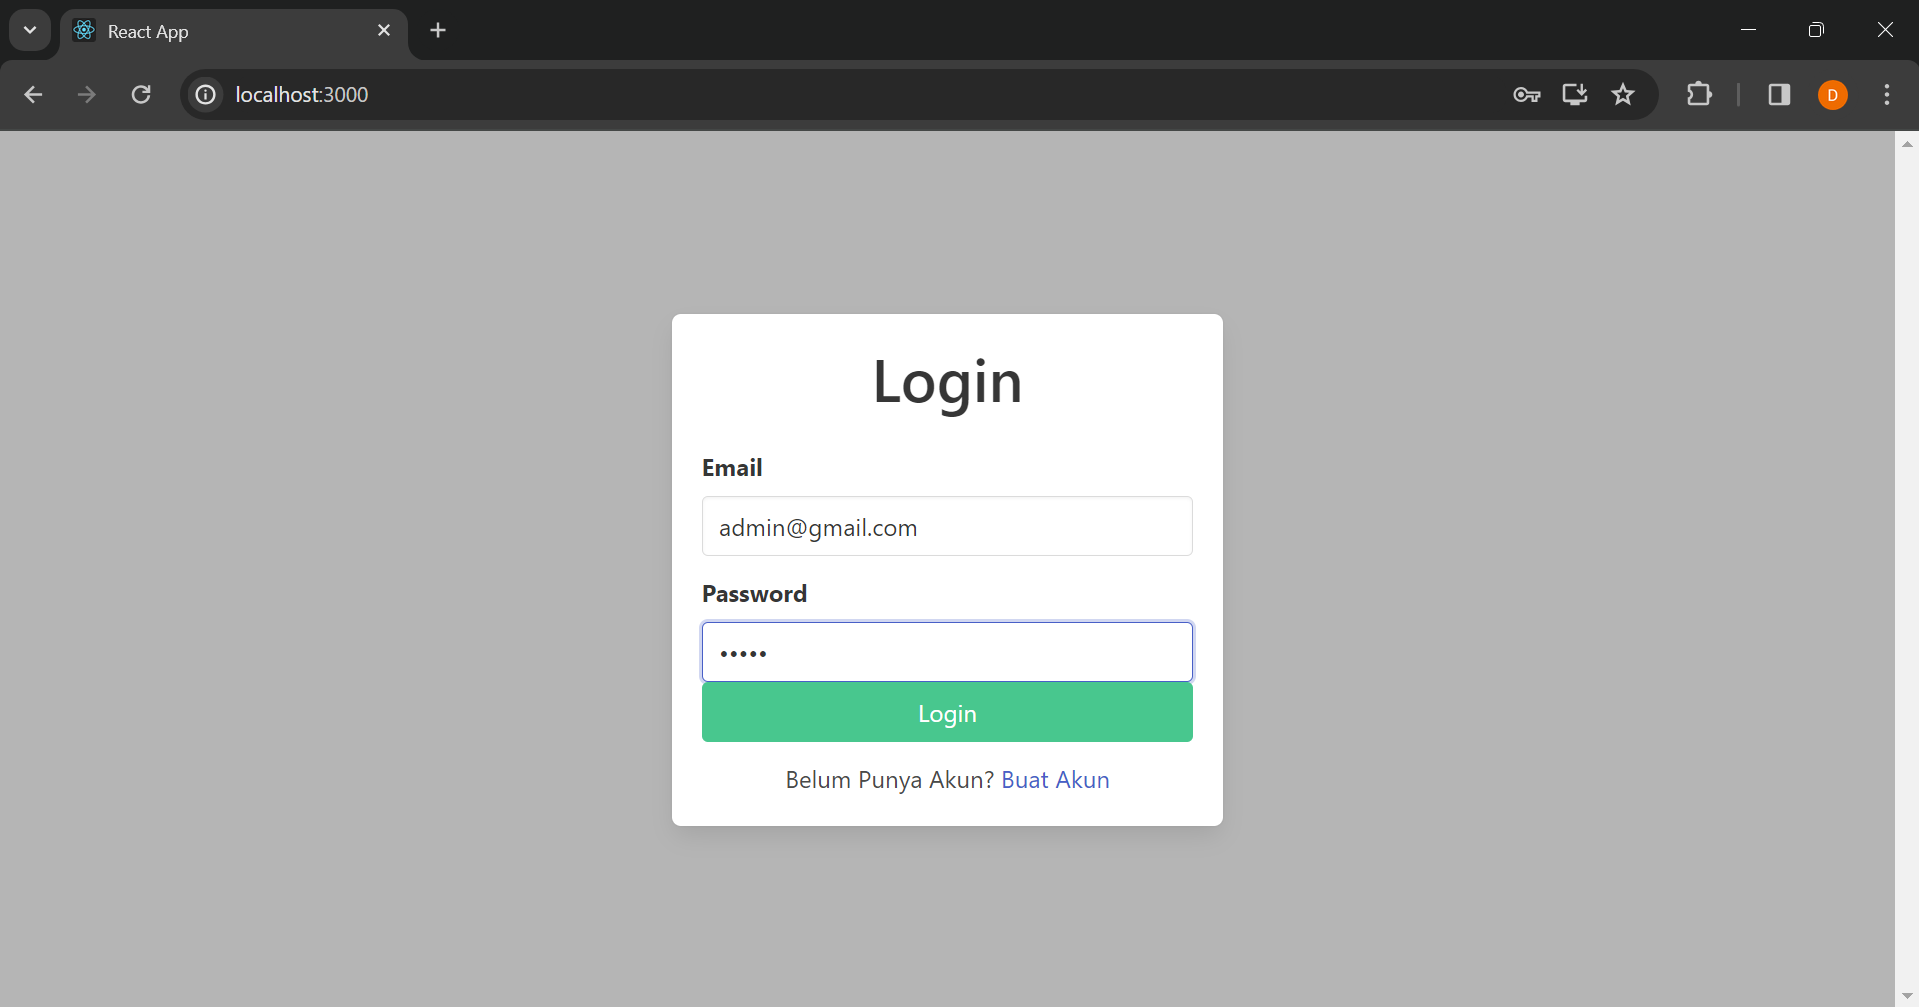 React App
localhost:3000
D
Login
Email
admin@gmail.com
Password
•••••
Login
Belum Punya Akun? Buat Akun